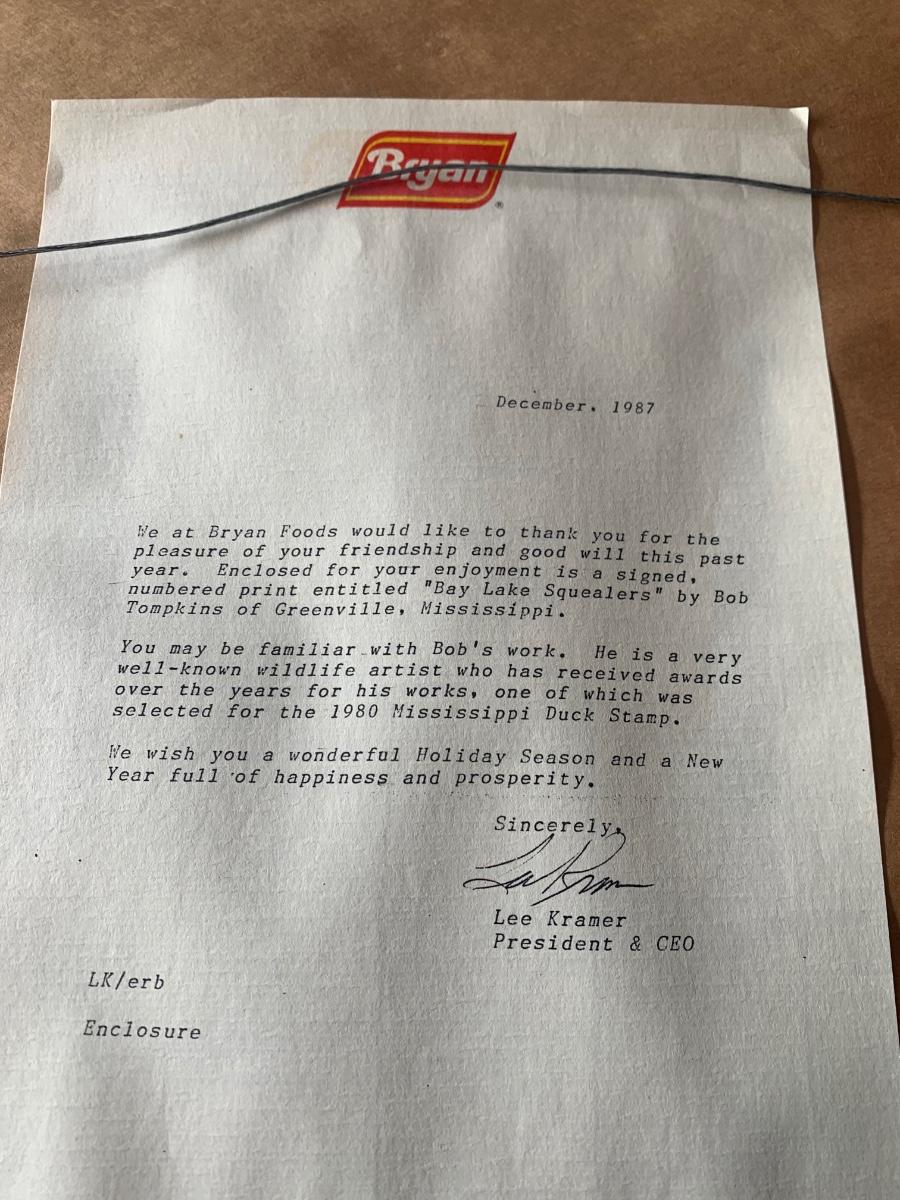 Bryan
®
December, 1987
We at Bryan Foods would like to thank you for the
pleasure of your friendship and good will this past
year. Enclosed for your enjoyment is a signed,
numbered print entitled "Bay Lake Squealers" by Bob
Tompkins of Greenville, Mississippi.
You may be familiar with Bob's work. He is a very
well-known wildlife artist who has received awards
over the years for his works, one of which was
selected for the 1980 Mississippi Duck Stamp.
We wish you a wonderful Holiday Season and a New
Year full of happiness and prosperity.
Sincerely,
Lee Kramer
Lee Kramer
President & CEO
LK/erb
Enclosure